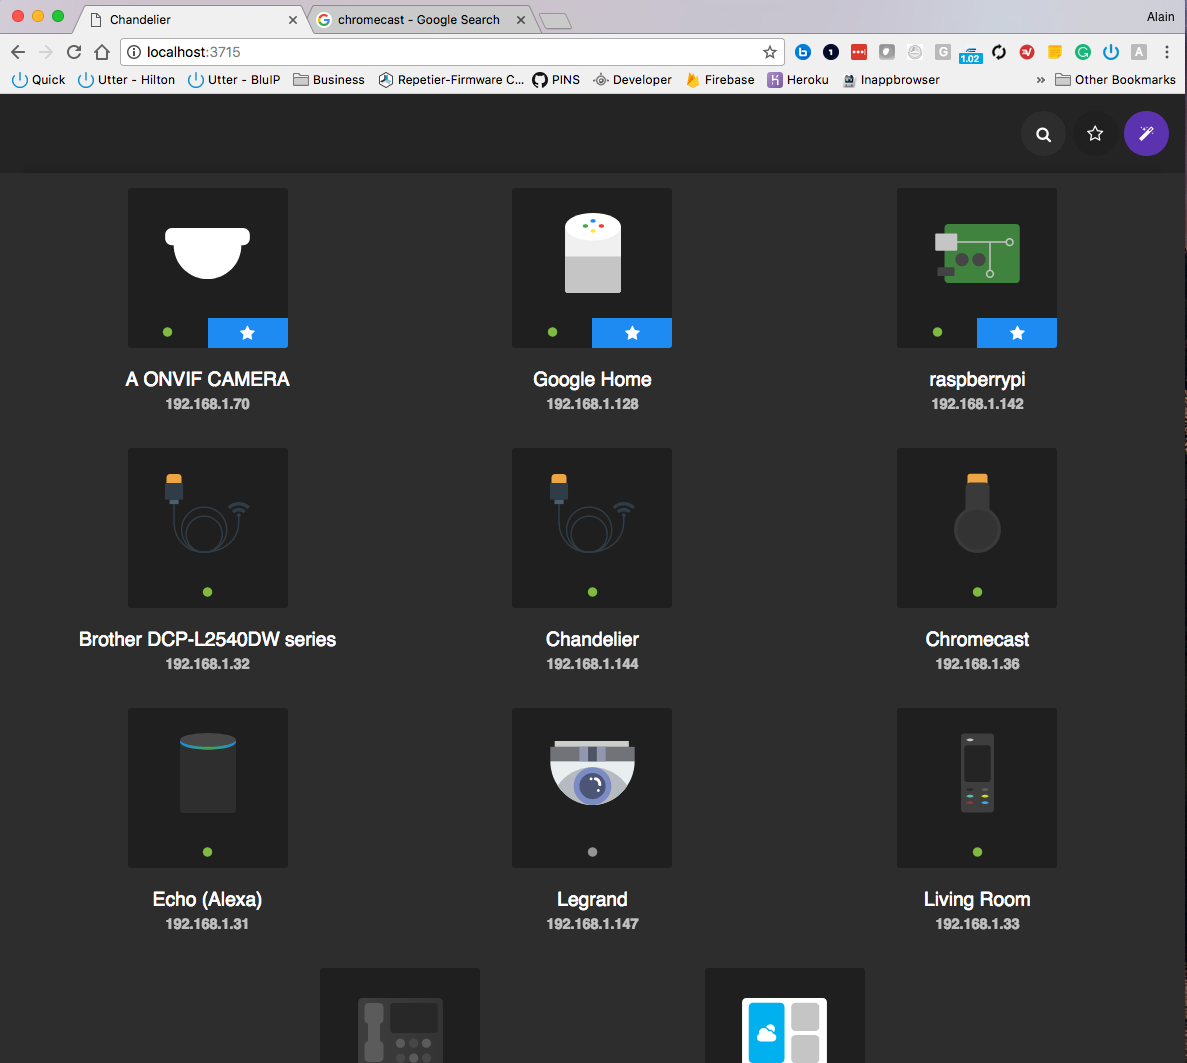 Chandelier
chromecast - Google Search
Alain
localhost:3715
1
1.02
G
A
Quick
Utter - Hilton
Utter - BluIP
Business
Repetier-Firmware C...
PINS
Developer
Firebase
Heroku
Inappbrowser
»
Other Bookmarks
A ONVIF CAMERA
Google Home
raspberrypi
192.168.1.70
192.168.1.128
192.168.1.142
Brother DCP-L2540DW series
Chandelier
Chromecast
192.168.1.32
192.168.1.144
192.168.1.36
Echo (Alexa)
Legrand
Living Room
192.168.1.31
192.168.1.147
192.168.1.33